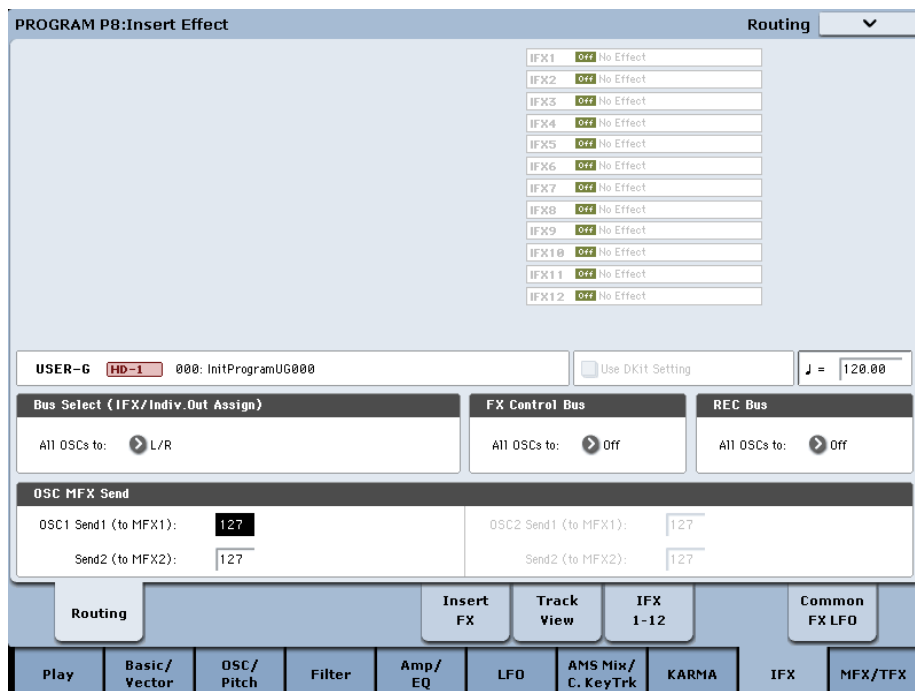 PROGRAM P8:Insert Effect Routing
IFX1 Off No Effect
IFX2 Off No Effect
IFX3 Off No Effect
IFX4 Off No Effect
IFX5 Off No Effect
IFX6 Off No Effect
IFX7 Off No Effect
IFX8 Off No Effect
IFX9 Off No Effect
IFX10 Off No Effect
IFX11 Off No Effect
IFX12 Off No Effect
USER-G HD-1 000: InitProgramUG000 Use DKit Setting ♩ = 120.00
Bus Select (IFX/Indiv.Out Assign) FX Control Bus REC Bus
All OSCs to: L/R All OSCs to: Off All OSCs to: Off
OSC MFX Send
OSC1 Send1 (to MFX1): 127 OSC2 Send1 (to MFX1): 127
Send2 (to MFX2): 127 Send2 (to MFX2): 127
Routing Insert FX Track View IFX 1-12 Common FX LFO
Play Basic/Vector OSC/Pitch Filter Amp/EQ LFO AMS Mix/C. KeyTrk KARMA IFX MFX/TFX